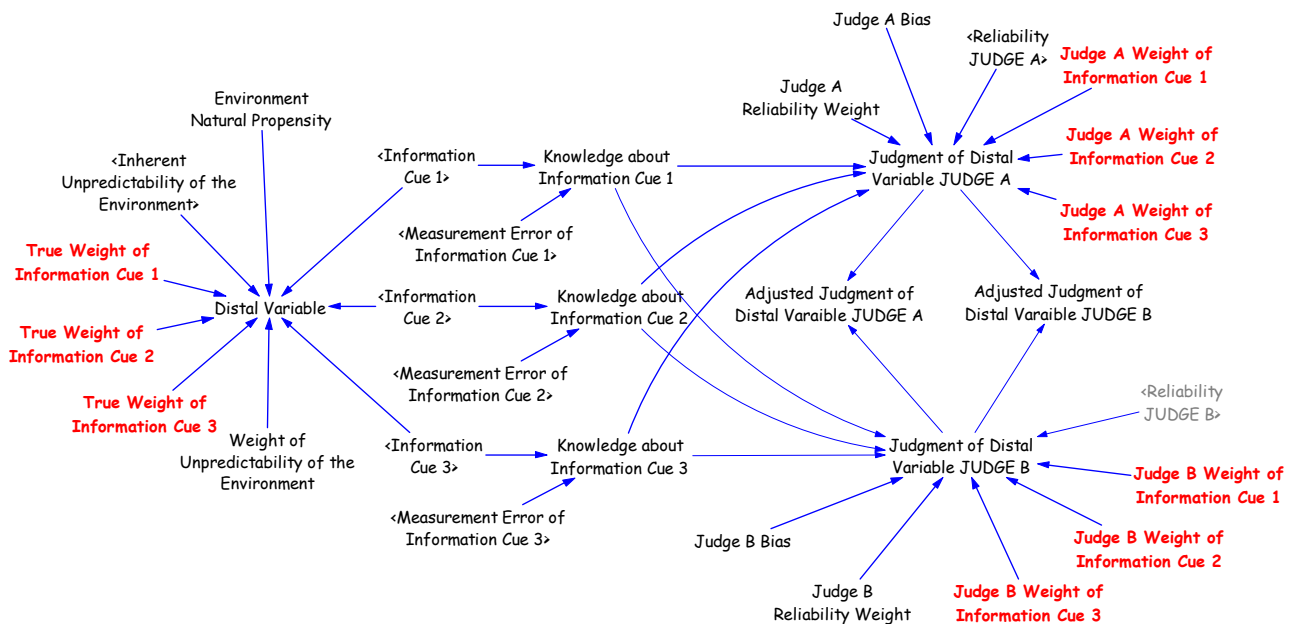 Judge A Bias
<Reliability
JUDGE A>
Judge A Weight of
Information Cue 1
Judge A
Reliability Weight
Environment
Natural Propensity
Judge A Weight of
Information Cue 2
<Inherent
Unpredictability of the
Environment>
<Information
Cue 1>
Knowledge about
Information Cue 1
Judgment of Distal
Variable JUDGE A
Judge A Weight of
Information Cue 3
<Measurement Error of
Information Cue 1>
True Weight of
Information Cue 1
Distal Variable
<Information
Cue 2>
Knowledge about
Information Cue 2
Adjusted Judgment of
Distal Varaible JUDGE A
Adjusted Judgment of
Distal Varaible JUDGE B
True Weight of
Information Cue 2
<Measurement Error of
Information Cue 2>
True Weight of
Information Cue 3
<Reliability
JUDGE B>
Weight of
Unpredictability of the
Environment
<Information
Cue 3>
Knowledge about
Information Cue 3
Judgment of Distal
Variable JUDGE B
Judge B Weight of
Information Cue 1
<Measurement Error of
Information Cue 3>
Judge B Bias
Judge B Weight of
Information Cue 2
Judge B
Reliability Weight
Judge B Weight of
Information Cue 3